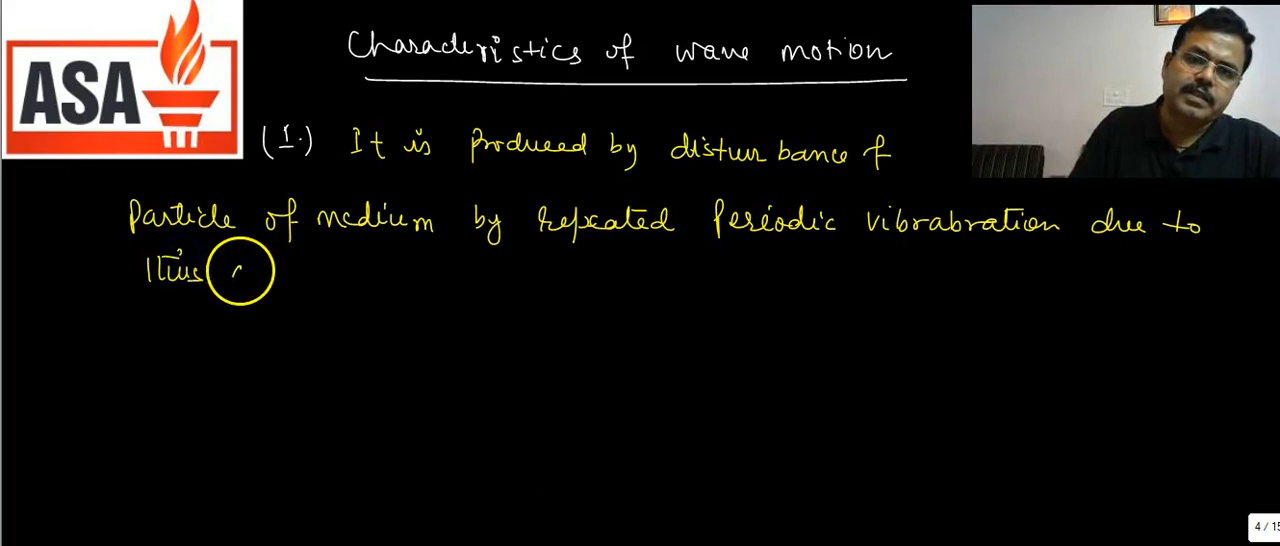 ASA
Characteristics of wave motion
(1.) It is produced by disturbance of
Particle of medium by repeated Periodic vibrabration due to
4 / 15